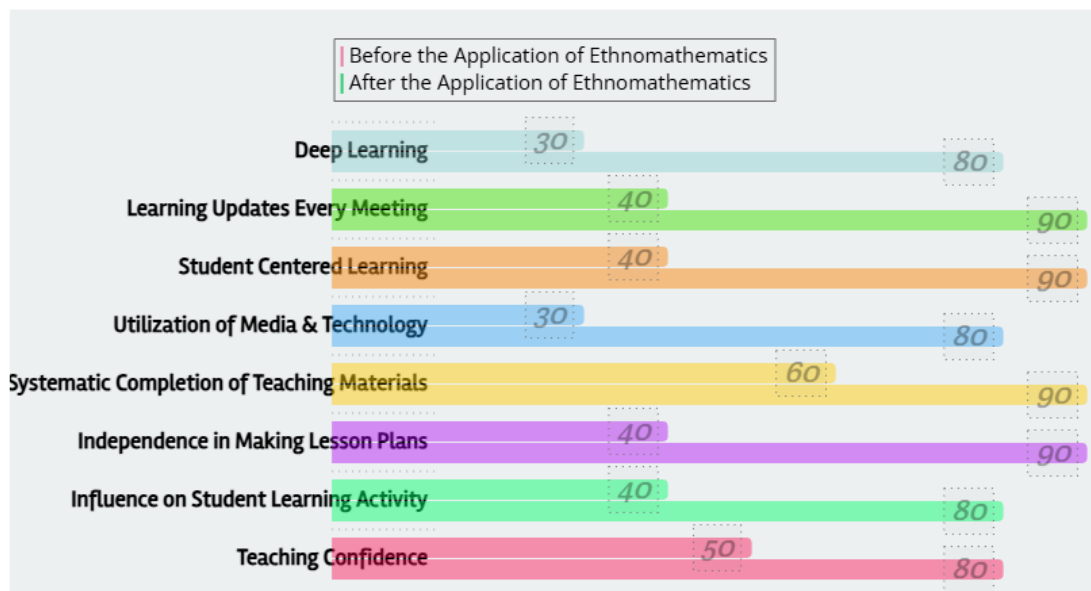 Before the Application of Ethnomathematics
After the Application of Ethnomathematics
Deep Learning
30
80
Learning Updates Every Meeting
40
90
Student Centered Learning
40
90
Utilization of Media & Technology
30
80
Systematic Completion of Teaching Materials
60
90
Independence in Making Lesson Plans
40
90
Influence on Student Learning Activity
40
80
Teaching Confidence
50
80